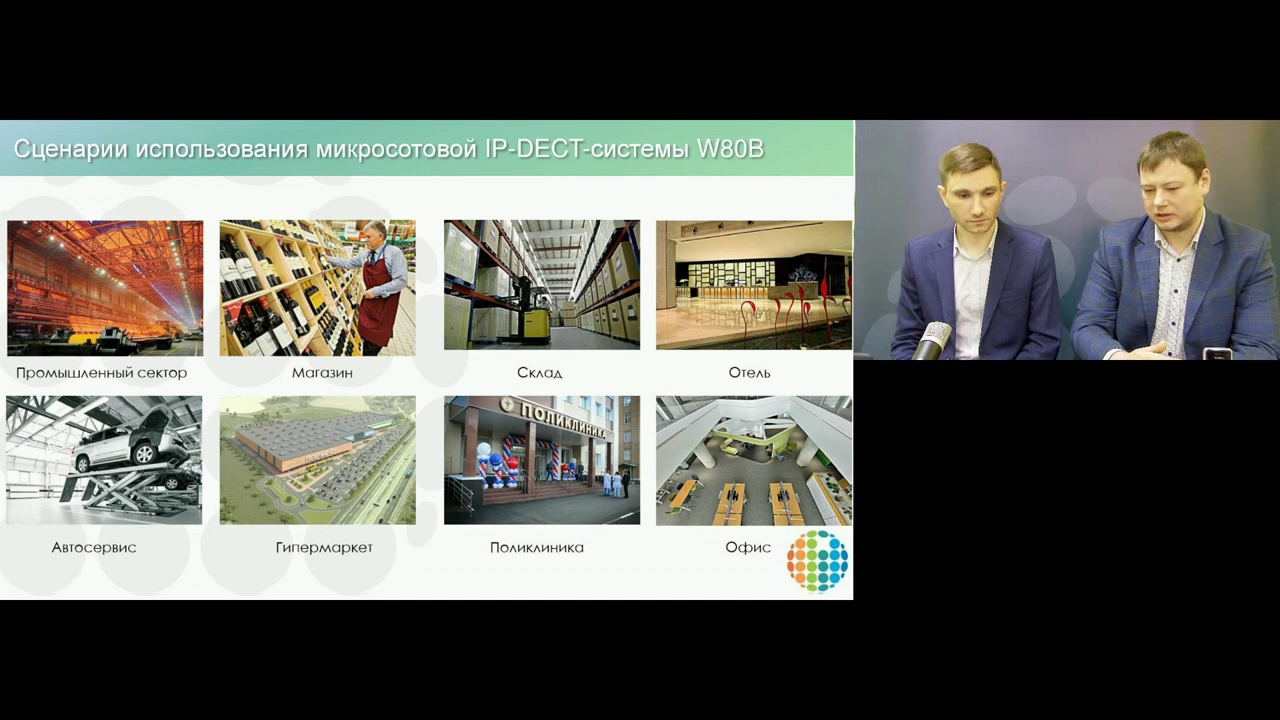 Сценарии использования микросотовой IP-DECT-системы W80B
Промышленный сектор
Магазин
Склад
Отель
ПОЛИКЛИНИКА
Автосервис
Гипермаркет
Поликлиника
Офис